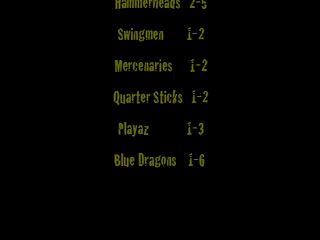 Hammerheads 2-5
Swingmen 1-2
Mercenaries 1-2
Quarter Sticks 1-2
Playaz 1-3
Blue Dragons 1-6